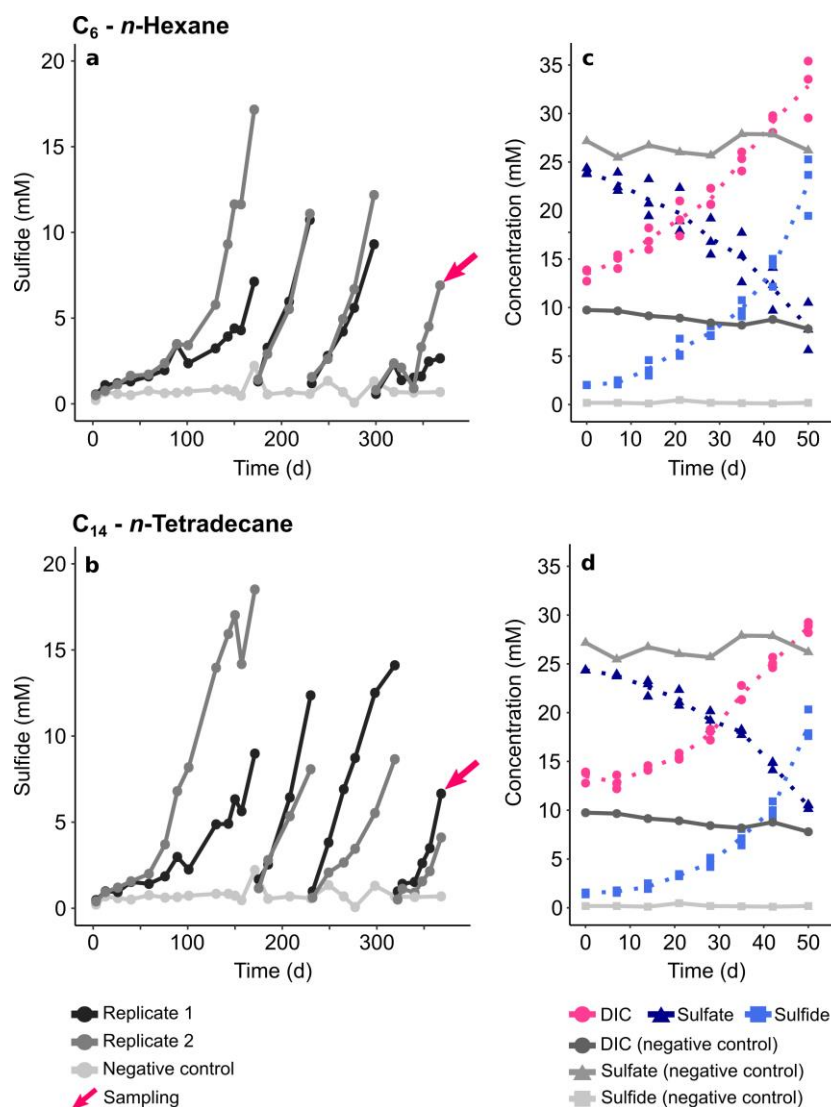 C6 - n-Hexane
a
20
15
10
5
0
Sulfide (mM)
0 100 200 300
Time (d)
c
35
30
25
20
15
10
5
0
Concentration (mM)
0 10 20 30 40 50
Time (d)
C14 - n-Tetradecane
b
20
15
10
5
0
Sulfide (mM)
0 100 200 300
Time (d)
d
35
30
25
20
15
10
5
0
Concentration (mM)
0 10 20 30 40 50
Time (d)
Replicate 1
Replicate 2
Negative control
Sampling
DIC Sulfate Sulfide
DIC (negative control)
Sulfate (negative control)
Sulfide (negative control)